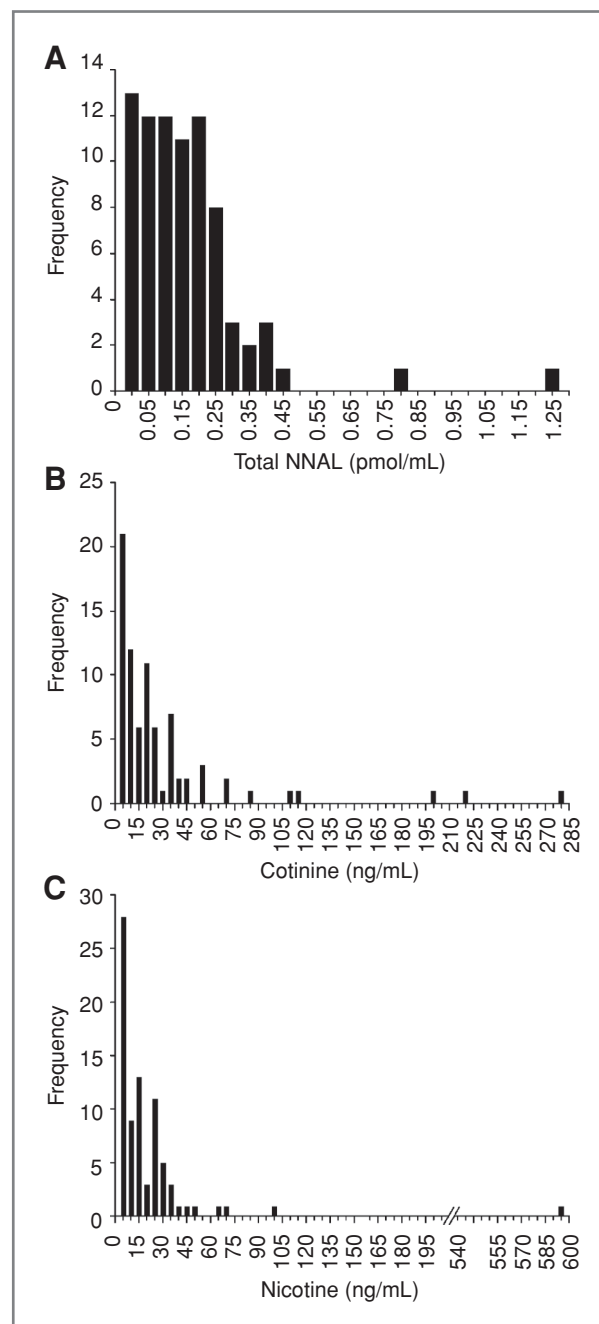 A
14
12
10
8
6
4
2
0
Frequency
0 0.05 0.15 0.25 0.35 0.45 0.55 0.65 0.75 0.85 0.95 1.05 1.15 1.25
Total NNAL (pmol/mL)
B
25
20
15
10
5
0
Frequency
0 15 30 45 60 75 90 105 115 135 150 165 180 195 210 225 240 255 270 285
Cotinine (ng/mL)
C
30
25
20
15
10
5
0
Frequency
0 15 30 45 60 75 90 105 115 135 150 165 180 195 540 555 570 585 600
Nicotine (ng/mL)